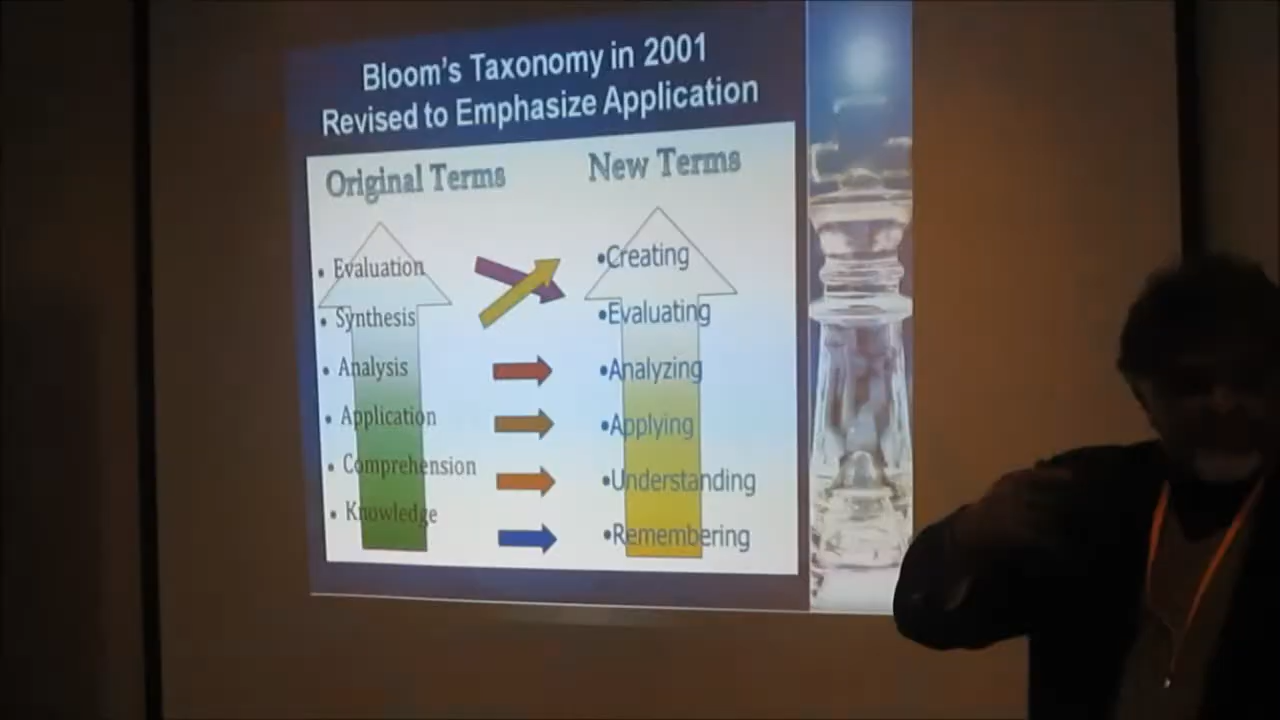 Bloom's Taxonomy in 2001
Revised to Emphasize Application
Original Terms
• Evaluation
• Synthesis
• Analysis
• Application
• Comprehension
• Knowledge
New Terms
•Creating
•Evaluating
•Analyzing
•Applying
•Understanding
•Remembering